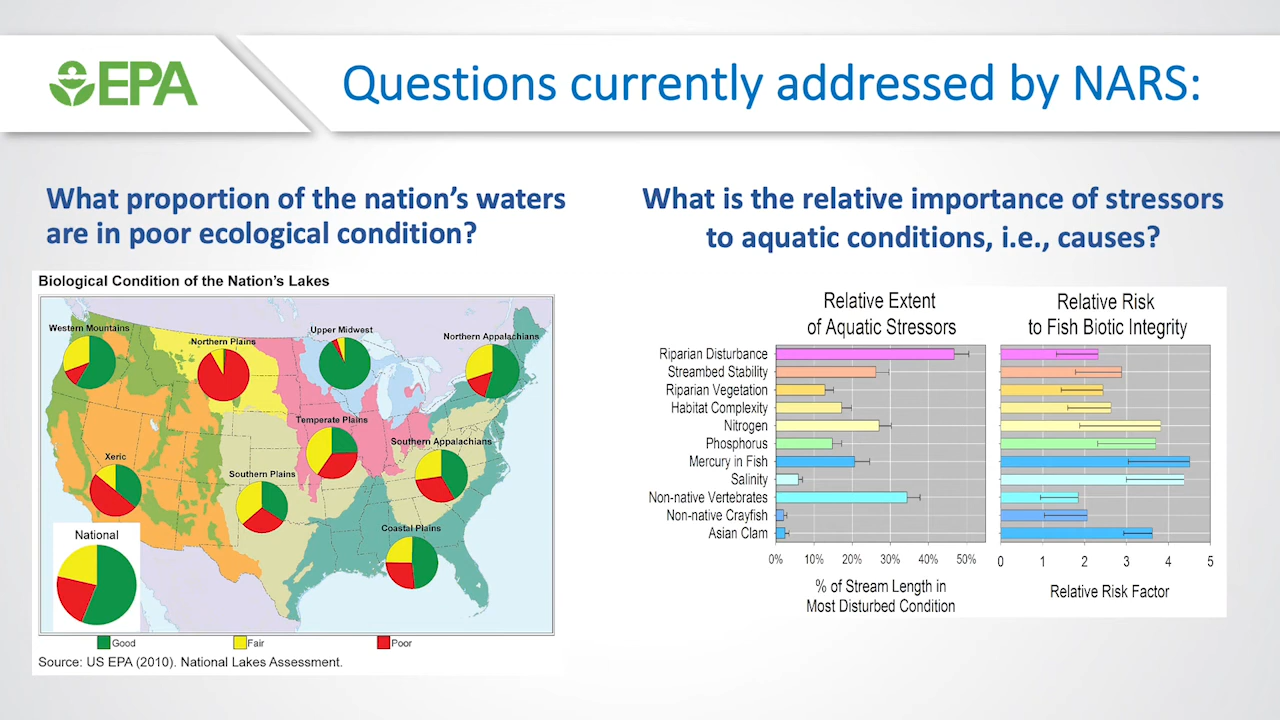 EPA
Questions currently addressed by NARS:
What proportion of the nation's waters
are in poor ecological condition?
Biological Condition of the Nation's Lakes
Western Mountains
Northern Plains
Upper Midwest
Northern Appalachians
Temperate Plains
Southern Appalachians
Xeric
Southern Plains
Coastal Plains
National
Good
Fair
Poor
Source: US EPA (2010). National Lakes Assessment.
What is the relative importance of stressors
to aquatic conditions, i.e., causes?
Relative Extent
of Aquatic Stressors
Relative Risk
to Fish Biotic Integrity
Riparian Disturbance
Streambed Stability
Riparian Vegetation
Habitat Complexity
Nitrogen
Phosphorus
Mercury in Fish
Salinity
Non-native Vertebrates
Non-native Crayfish
Asian Clam
0% 10% 20% 30% 40% 50%
0 1 2 3 4 5
% of Stream Length in
Most Disturbed Condition
Relative Risk Factor